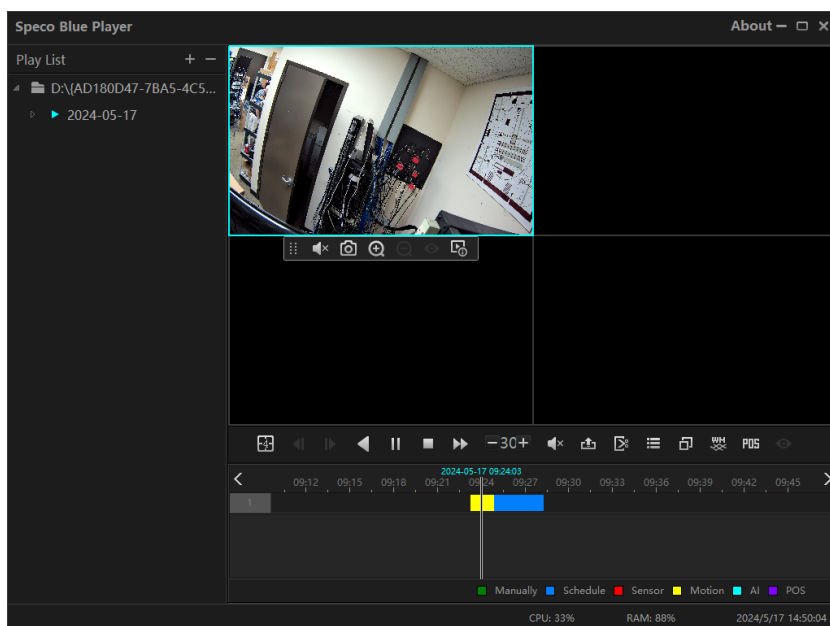 Speco Blue Player
About
Play List
D:\{AD180D47-7BA5-4C5...
2024-05-17
4
30
WM
POS
2024-05-17 09:24:03
09:12 09:15 09:18 09:21 09:24 09:27 09:30 09:33 09:36 09:39 09:42 09:45
1
Manually Schedule Sensor Motion AI POS
CPU: 33% RAM: 88% 2024/5/17 14:50:04